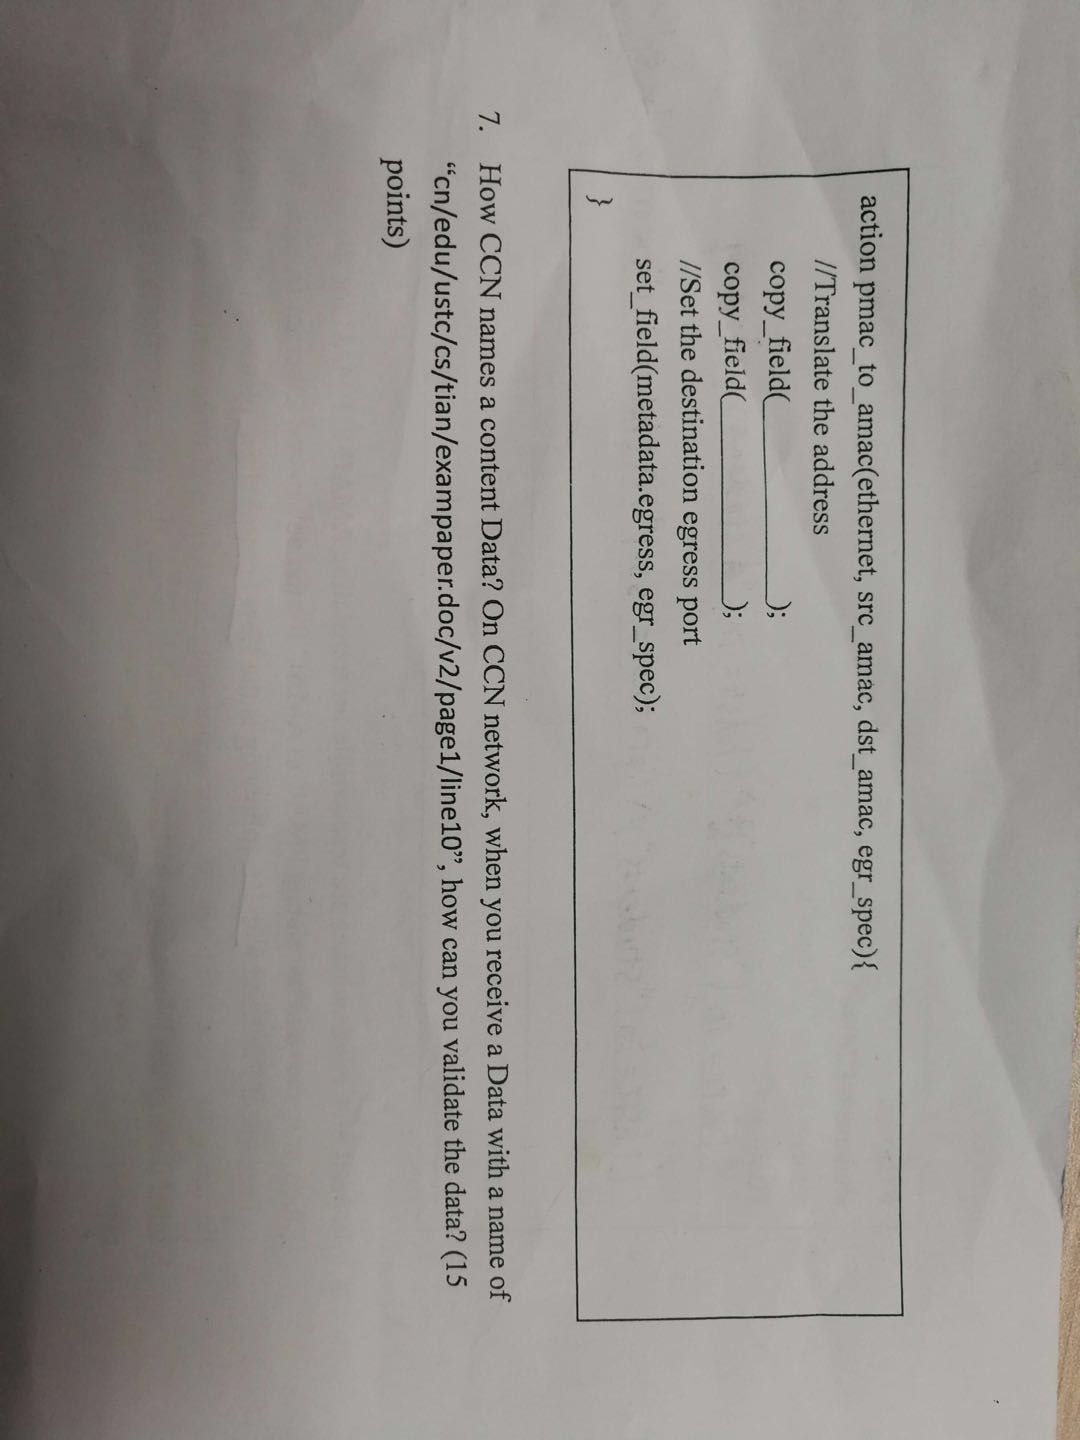 action pmac_to_amac(ethernet, src_amac, dst_amac, egr_spec){
//Translate the address
copy_field(____________);
copy_field(____________);
//Set the destination egress port
set_field(metadata.egress, egr_spec);
}
7. How CCN names a content Data? On CCN network, when you receive a Data with a name of
“cn/edu/ustc/cs/tian/exampaper.doc/v2/page1/line10”, how can you validate the data? (15
points)